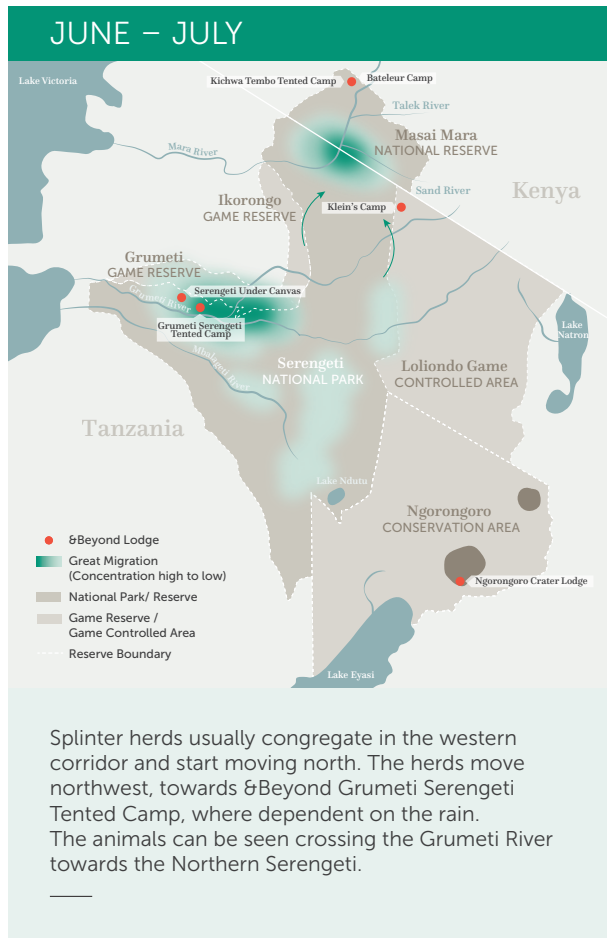 JUNE – JULY
Lake Victoria
Kichwa Tembo Tented Camp
Bateleur Camp
Talek River
Masai Mara
NATIONAL RESERVE
Mara River
Sand River
Kenya
Ikorongo
GAME RESERVE
Klein's Camp
Grumeti
GAME RESERVE
Serengeti Under Canvas
Grumeti River
Grumeti Serengeti
Tented Camp
Lake
Natron
Mbalageti River
Serengeti
NATIONAL PARK
Loliondo Game
CONTROLLED AREA
Tanzania
Lake Ndutu
Ngorongoro
CONSERVATION AREA
Ngorongoro Crater Lodge
Lake Eyasi
&Beyond Lodge
Great Migration
(Concentration high to low)
National Park/ Reserve
Game Reserve /
Game Controlled Area
Reserve Boundary
Splinter herds usually congregate in the western
corridor and start moving north. The herds move
northwest, towards &Beyond Grumeti Serengeti
Tented Camp, where dependent on the rain.
The animals can be seen crossing the Grumeti River
towards the Northern Serengeti.